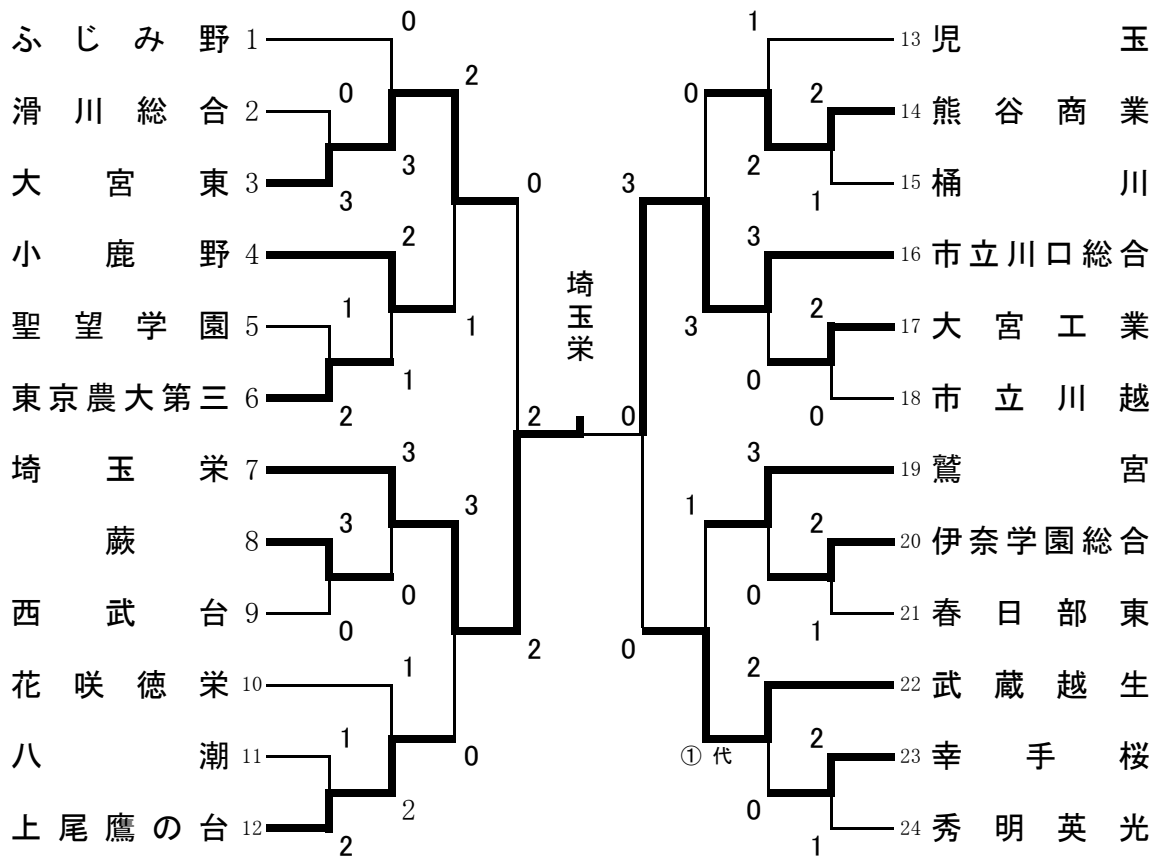 ふじみ野 1
滑川総合 2
大宮東 3
小鹿野 4
聖望学園 5
東京農大第三 6
埼玉栄 7
蕨 8
西武台 9
花咲徳栄 10
八潮 11
上尾鷹の台 12
0
0
3
3
2
1
2
1
3
3
0
0
1
1
2
2
2
1
3
0
0
2
2
埼玉栄
0
3
0
0
3
1
① 代
1
2
2
1
3
2
0
0
3
2
1
0
2
2
1
0
13 児玉
14 熊谷商業
15 桶川
16 市立川口総合
17 大宮工業
18 市立川越
19 鷲宮
20 伊奈学園総合
21 春日部東
22 武蔵越生
23 幸手桜
24 秀明英光